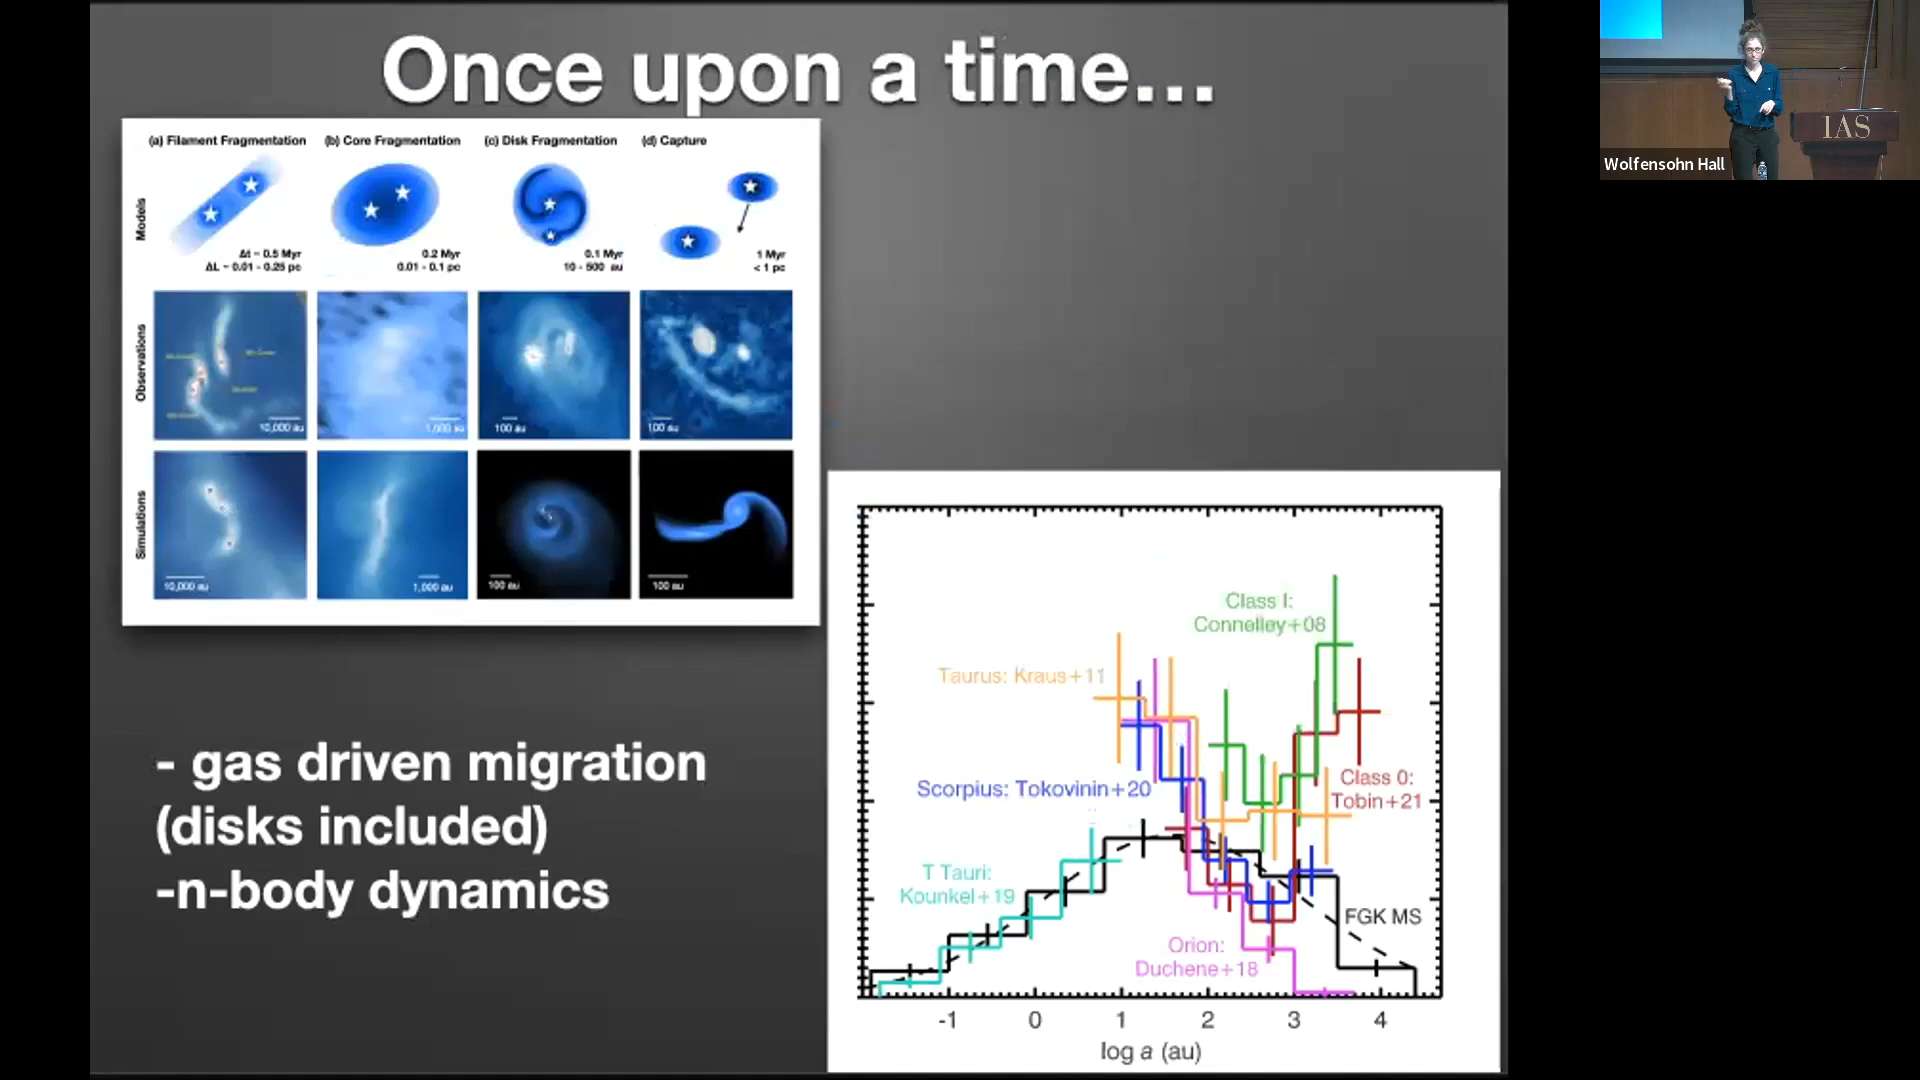 Once upon a time...
(a) Filament Fragmentation
(b) Core Fragmentation
(c) Disk Fragmentation
(d) Capture
Models
Δt ~ 0.5 Myr
ΔL ~ 0.01 - 0.25 pc
0.2 Myr
0.01 - 0.1 pc
0.1 Myr
10 - 500 au
1 Myr
< 1 pc
Observations
10,000 au
1,000 au
100 au
100 au
Simulations
10,000 au
1,000 au
100 au
100 au
- gas driven migration
(disks included)
-n-body dynamics
Class I:
Connelley+08
Taurus: Kraus+11
Scorpius: Tokovinin+20
Class 0:
Tobin+21
T Tauri:
Kounkel+19
FGK MS
Orion:
Duchene+18
-1 0 1 2 3 4
log a (au)
IAS
Wolfensohn Hall